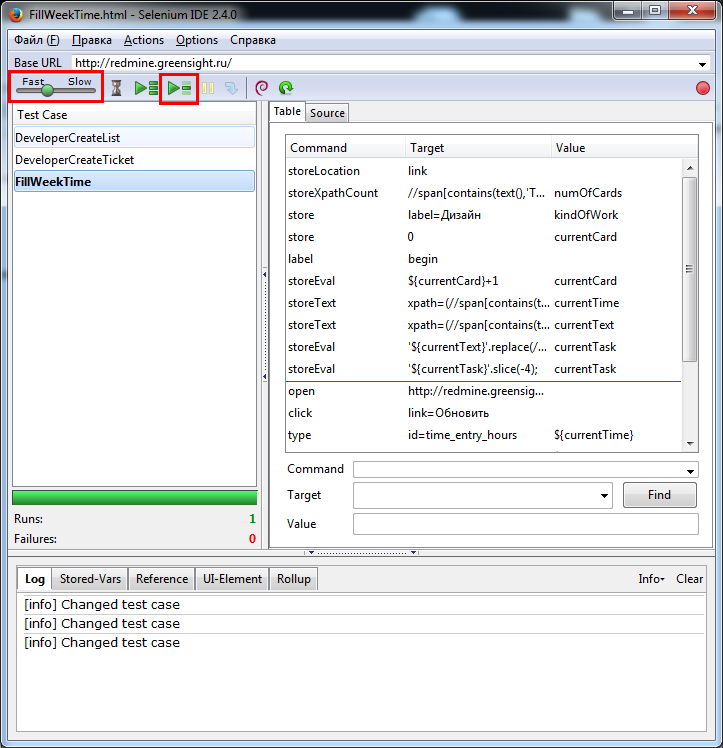 FillWeekTime.html - Selenium IDE 2.4.0
Файл (F) Правка Actions Options Справка
Base URL http://redmine.greensight.ru/
Fast Slow
Test Case
DeveloperCreateList
DeveloperCreateTicket
FillWeekTime
Runs: 1
Failures: 0
Table Source
Command Target Value
storeLocation link
storeXpathCount //span[contains(text(),'T... numOfCards
store label=Дизайн kindOfWork
store 0 currentCard
label begin
storeEval ${currentCard}+1 currentCard
storeText xpath=(//span[contains(t... currentTime
storeText xpath=(//span[contains(t... currentText
storeEval '${currentText}'.replace(/... currentTask
storeEval '${currentTask}'.slice(-4); currentTask
open http://redmine.greensig...
click link=Обновить
type id=time_entry_hours ${currentTime}
Command
Target Find
Value
Log Stored-Vars Reference UI-Element Rollup Info Clear
[info] Changed test case
[info] Changed test case
[info] Changed test case